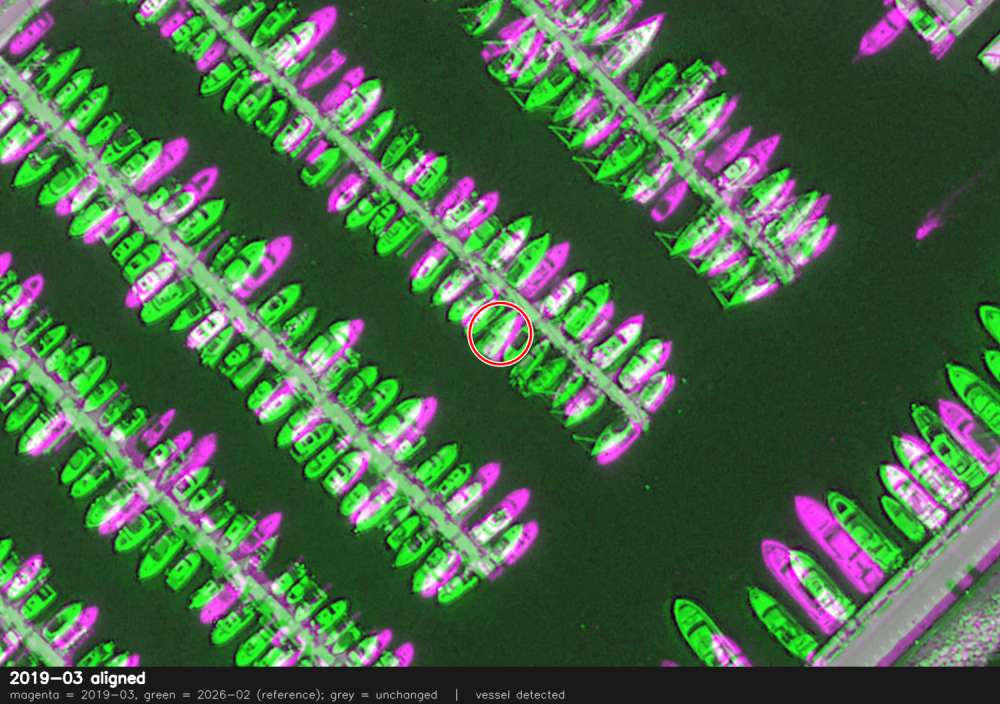 2019-03 aligned
magenta = 2019-03, green = 2026-02 (reference); grey = unchanged | vessel detected